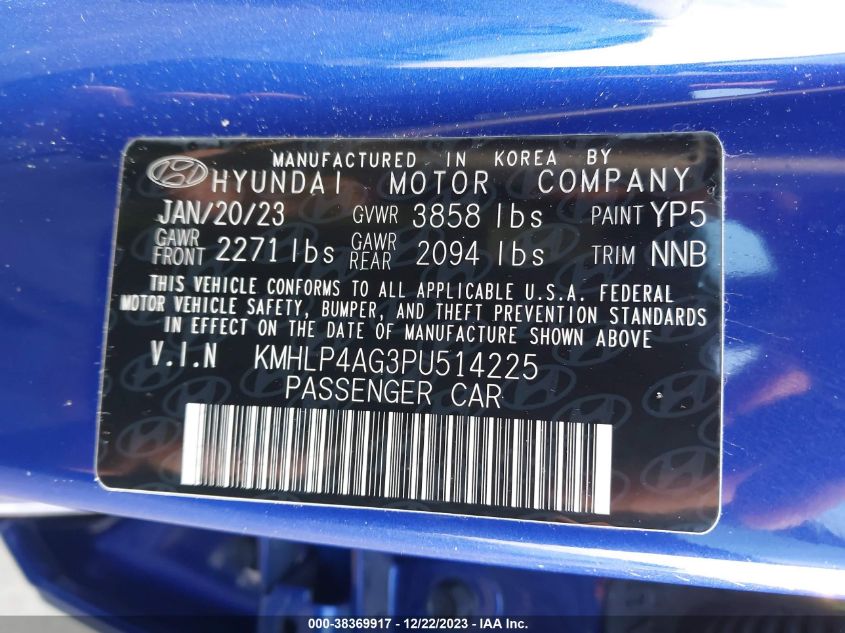 MANUFACTURED IN KOREA BY
HYUNDAI MOTOR COMPANY
JAN/20/23 GVWR 3858 lbs PAINT YP5
GAWR FRONT 2271 lbs GAWR REAR 2094 lbs TRIM NNB
THIS VEHICLE CONFORMS TO ALL APPLICABLE U.S.A. FEDERAL
MOTOR VEHICLE SAFETY, BUMPER, AND THEFT PREVENTION STANDARDS
IN EFFECT ON THE DATE OF MANUFACTURE SHOWN ABOVE
V.I.N KMHLP4AG3PU514225
PASSENGER CAR
000-38369917 - 12/22/2023 - IAA Inc.